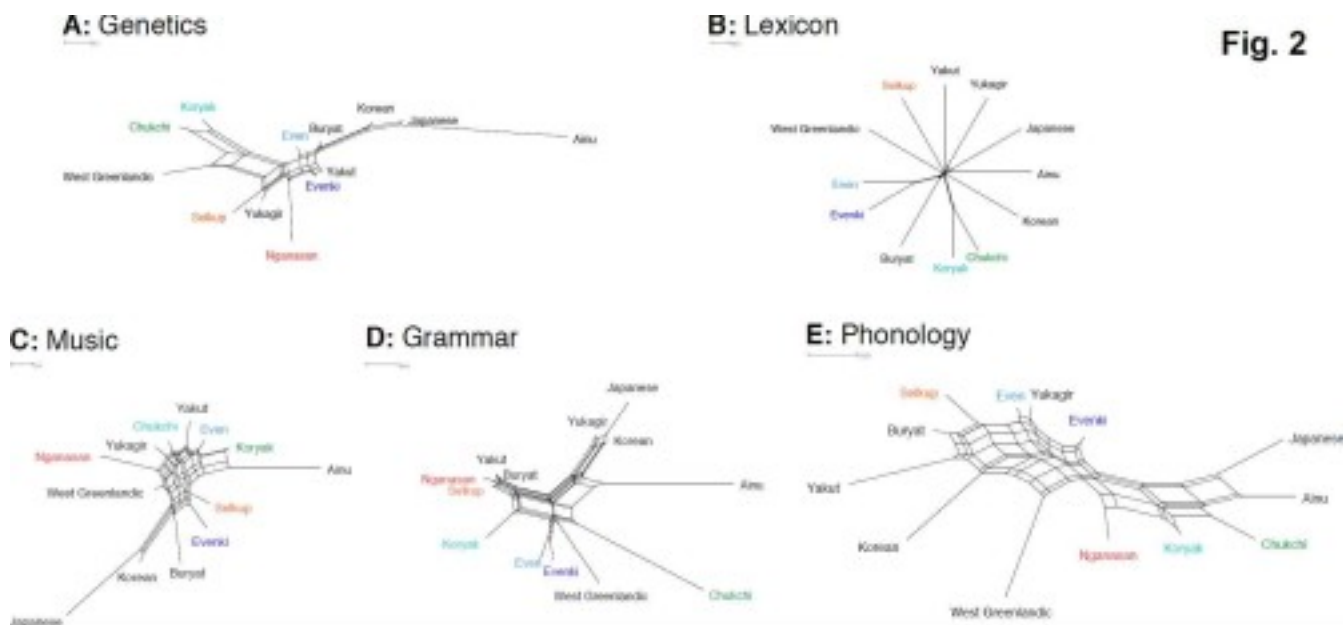 A: Genetics
B: Lexicon
Fig. 2
Koryak
Chukchi
West Greenlandic
Even
Buryat
Korean
Japanese
Ainu
Yakut
Evenki
Selkup
Yukagir
Nganasan
Yakut
Selkup
Yukagir
West Greenlandic
Japanese
Ainu
Even
Evenki
Korean
Buryat
Koryak
Chukchi
C: Music
D: Grammar
E: Phonology
Yakut
Chukchi
Even
Yukagir
Koryak
Nganasan
Ainu
West Greenlandic
Selkup
Evenki
Korean
Buryat
Japanese
Japanese
Yukagir
Korean
Yakut
Buryat
Nganasan
Selkup
Ainu
Koryak
Even
Evenki
West Greenlandic
Chukchi
Selkup
Even
Yukagir
Evenki
Buryat
Japanese
Yakut
Ainu
Korean
Nganasan
Koryak
Chukchi
West Greenlandic